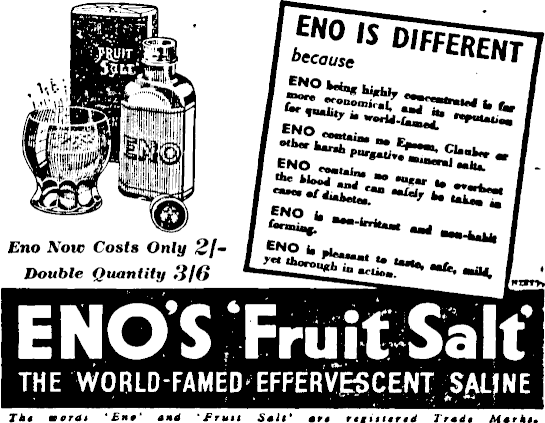 FRUIT
SALT
ENO
Eno Now Costs Only 2/-
Double Quantity 3/6
ENO IS DIFFERENT
because
ENO being highly concentrated is far
more economical, and its reputation
for quality is world-famed.
ENO contains no Epsom, Glauber or
other harsh purgative mineral salts.
ENO contains no sugar to overheat
the blood and can safely be taken in
cases of diabetes.
ENO is non-irritant and non-habit
forming.
ENO is pleasant to taste, safe, mild,
yet thorough in action.
ENO'S 'Fruit Salt'
THE WORLD-FAMED EFFERVESCENT SALINE
The words 'Eno' and 'Fruit Salt' are registered Trade Marks.